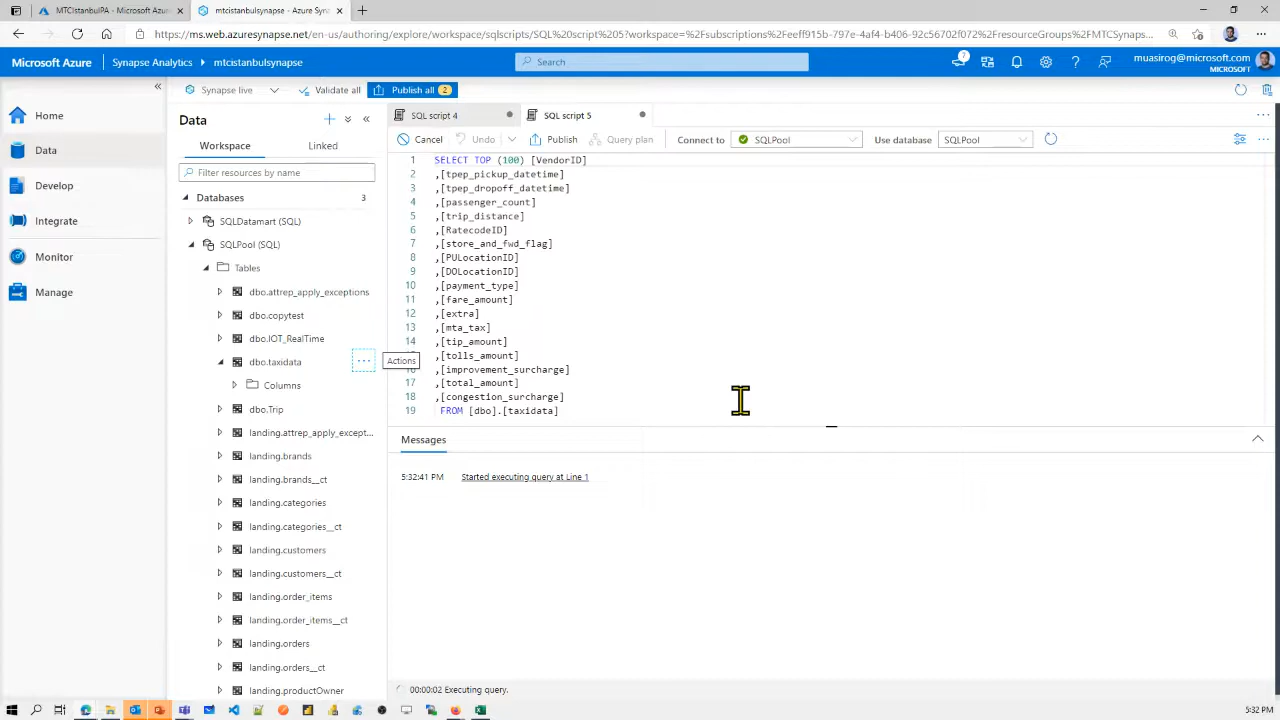 MTCIstanbulPA - Microsoft Azure
mtcistanbulsynapse - Azure Syna
https://ms.web.azuresynapse.net/en-us/authoring/explore/workspace/sqlscripts/SQL%20script%205?workspace=%2Fsubscriptions%2Feff915b-797e-4af4-b406-92c56702f072%2FresourceGroups%2FMTCSynaps...
Microsoft Azure
Synapse Analytics
mtcistanbulsynapse
Search
7
muasirog@microsoft.com
MICROSOFT
Home
Data
Develop
Integrate
Monitor
Manage
Synapse live
Validate all
Publish all 2
Data
Workspace
Linked
Filter resources by name
Databases
3
SQLDatamart (SQL)
SQLPool (SQL)
Tables
dbo.attrep_apply_exceptions
dbo.copytest
dbo.IOT_RealTime
dbo.taxidata
Actions
Columns
dbo.Trip
landing.attrep_apply_except...
landing.brands
landing.brands__ct
landing.categories
landing.categories__ct
landing.customers
landing.customers__ct
landing.order_items
landing.order_items__ct
landing.orders
landing.orders__ct
landing.productOwner
SQL script 4
SQL script 5
Cancel
Undo
Publish
Query plan
Connect to
SQLPool
Use database
SQLPool
1 SELECT TOP (100) [VendorID]
2 ,[tpep_pickup_datetime]
3 ,[tpep_dropoff_datetime]
4 ,[passenger_count]
5 ,[trip_distance]
6 ,[RatecodeID]
7 ,[store_and_fwd_flag]
8 ,[PULocationID]
9 ,[DOLocationID]
10 ,[payment_type]
11 ,[fare_amount]
12 ,[extra]
13 ,[mta_tax]
14 ,[tip_amount]
,[tolls_amount]
16 ,[improvement_surcharge]
17 ,[total_amount]
18 ,[congestion_surcharge]
19 FROM [dbo].[taxidata]
Messages
5:32:41 PM Started executing query at Line 1
00:00:02 Executing query.
5:32 PM